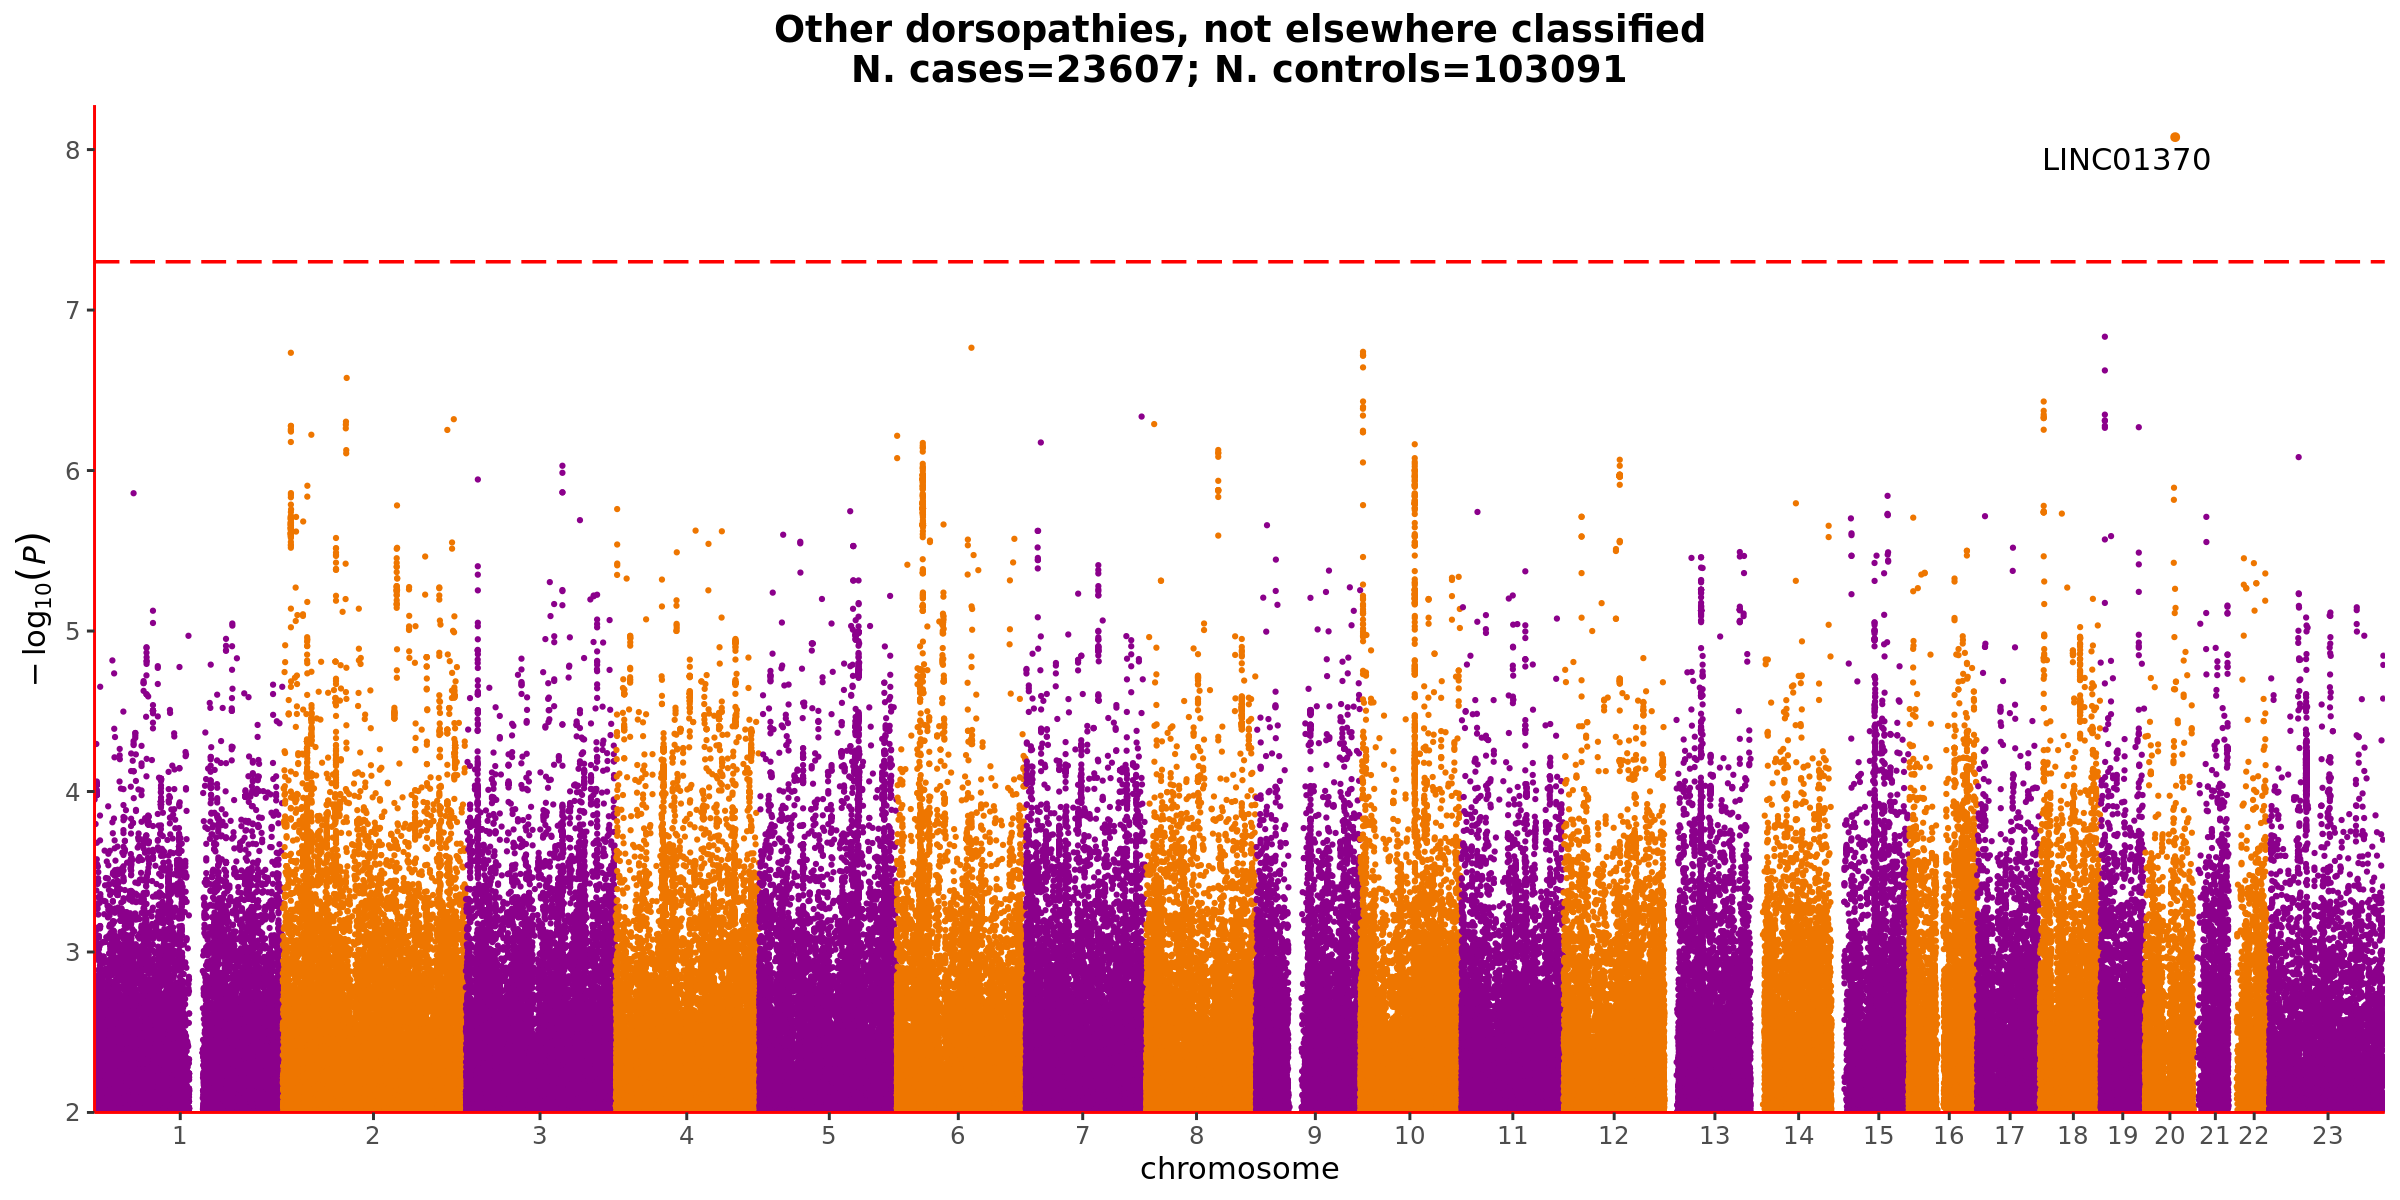 Other dorsopathies, not elsewhere classified
N. cases=23607; N. controls=103091
8
LINC01370
7
6
− log10(P)
5
4
3
2
1 2 3 4 5 6 7 8 9 10 11 12 13 14 15 16 17 18 19 20 21 22 23
chromosome